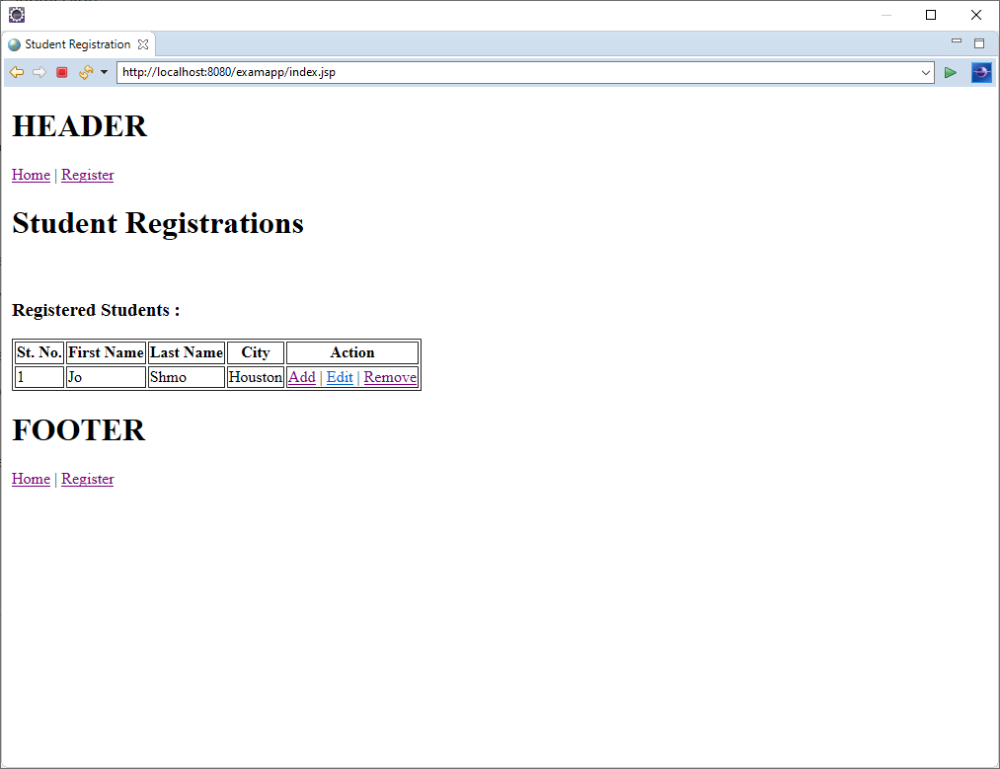 Student Registration
http://localhost:8080/examapp/index.jsp
HEADER
Home | Register
Student Registrations
Registered Students :
St. No. First Name Last Name City Action
1 Jo Shmo Houston Add | Edit | Remove
FOOTER
Home | Register